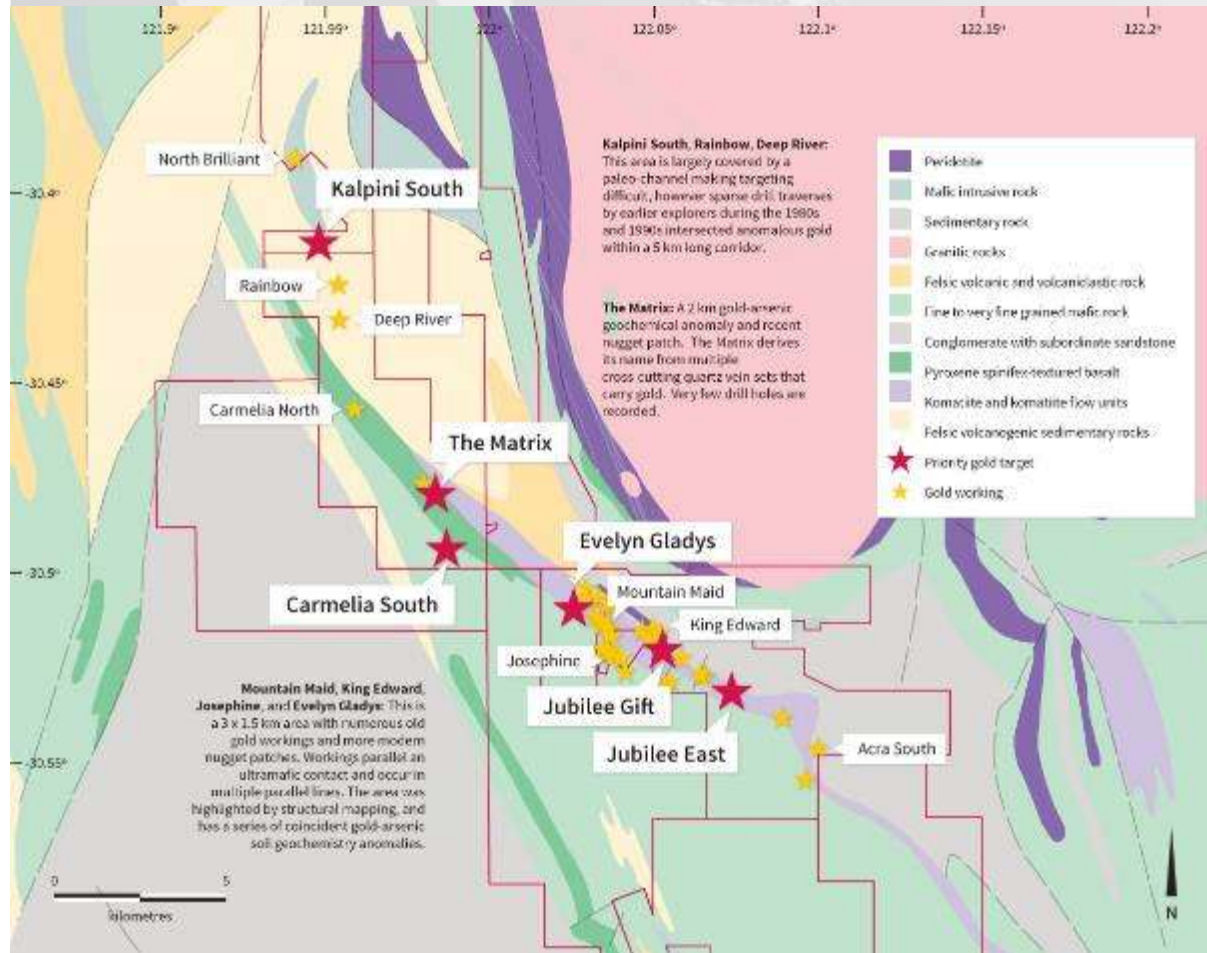 121.9°
121.99°
122°
122.05°
122.1°
122.19°
122.2°
-30.4°
-30.45°
-30.5°
-30.55°
North Brilliant
Kalpini South
Rainbow
Deep River
Carmelia North
The Matrix
Carmelia South
Evelyn Gladys
Mountain Maid
King Edward
Josephine
Jubilee Gift
Jubilee East
Acra South
Kalpini South, Rainbow, Deep River:
This area is largely covered by a
paleo-channel making targeting
difficult, however sparse drill traverses
by earlier explorers during the 1980s
and 1990s intersected anomalous gold
within a 5 km long corridor.
The Matrix: A 2 km gold-arsenic
geochemical anomaly and recent
nugget patch. The Matrix derives
its name from multiple
cross-cutting quartz vein sets that
carry gold. Very few drill holes are
recorded.
Peridotite
Mafic intrusive rock
Sedimentary rock
Granitic rocks
Felsic volcanic and volcaniclastic rock
Fine to very fine grained mafic rock
Conglomerate with subordinate sandstone
Pyroxene spinifex-textured basalt
Komatiite and komatiite flow units
Felsic volcanogenic sedimentary rocks
Priority gold target
Gold working
Mountain Maid, King Edward,
Josephine, and Evelyn Gladys: This is
a 3 x 1.5 km area with numerous old
gold workings and more modern
nugget patches. Workings parallel an
ultramafic contact and occur in
multiple parallel lines. The area was
highlighted by structural mapping, and
has a series of coincident gold-arsenic
soil geochemistry anomalies.
0 5
kilometres
N